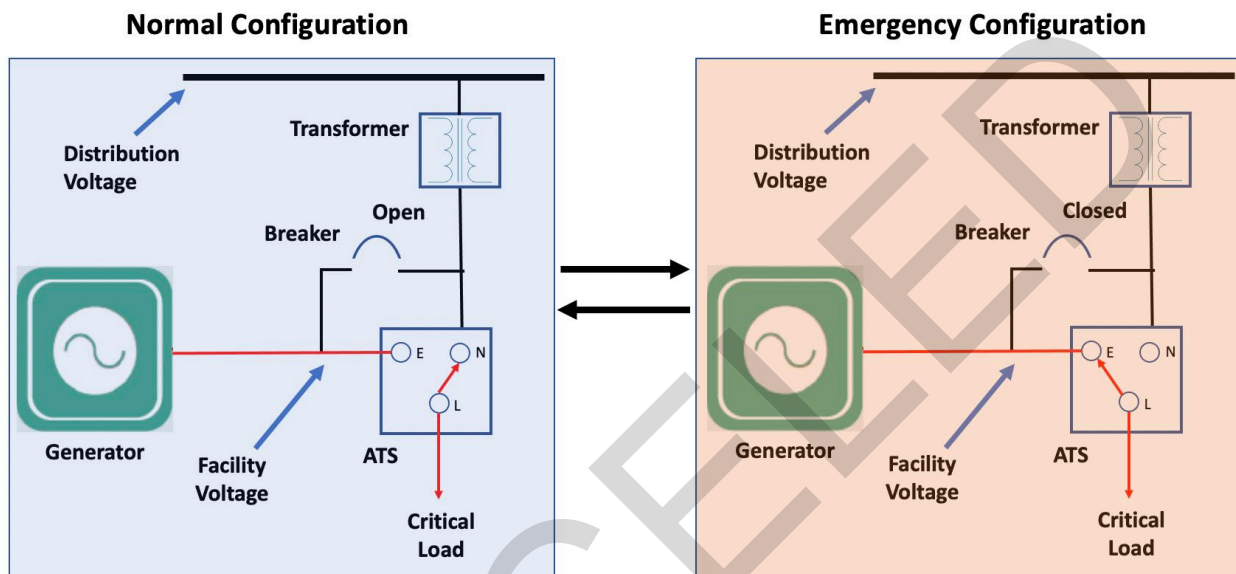 Normal Configuration
Emergency Configuration
Transformer
Distribution
Voltage
Open
Breaker
E
N
L
Generator
ATS
Facility
Voltage
Critical
Load
Transformer
Distribution
Voltage
Closed
Breaker
E
N
L
Generator
ATS
Facility
Voltage
Critical
Load
CELED